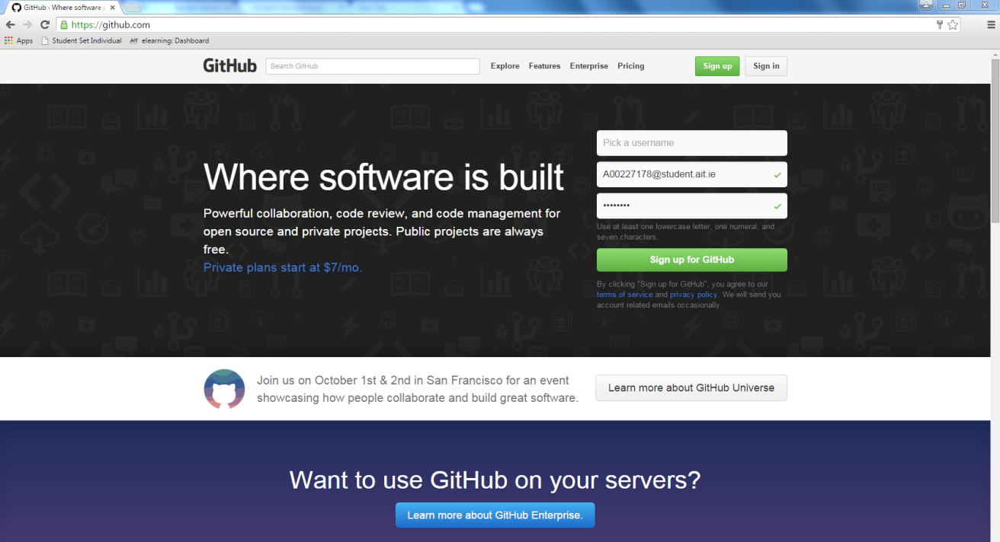 GitHub · Where software i
https://github.com
Apps Student Set Individual AIT elearning: Dashboard
GitHub Search GitHub Explore Features Enterprise Pricing Sign up Sign in
Where software is built
Powerful collaboration, code review, and code management for
open source and private projects. Public projects are always
free.
Private plans start at $7/mo.
Pick a username
A00227178@student.ait.ie
••••••••
Use at least one lowercase letter, one numeral, and
seven characters.
Sign up for GitHub
By clicking "Sign up for GitHub", you agree to our
terms of service and privacy policy. We will send you
account related emails occasionally.
Join us on October 1st & 2nd in San Francisco for an event
showcasing how people collaborate and build great software.
Learn more about GitHub Universe
Want to use GitHub on your servers?
Learn more about GitHub Enterprise.